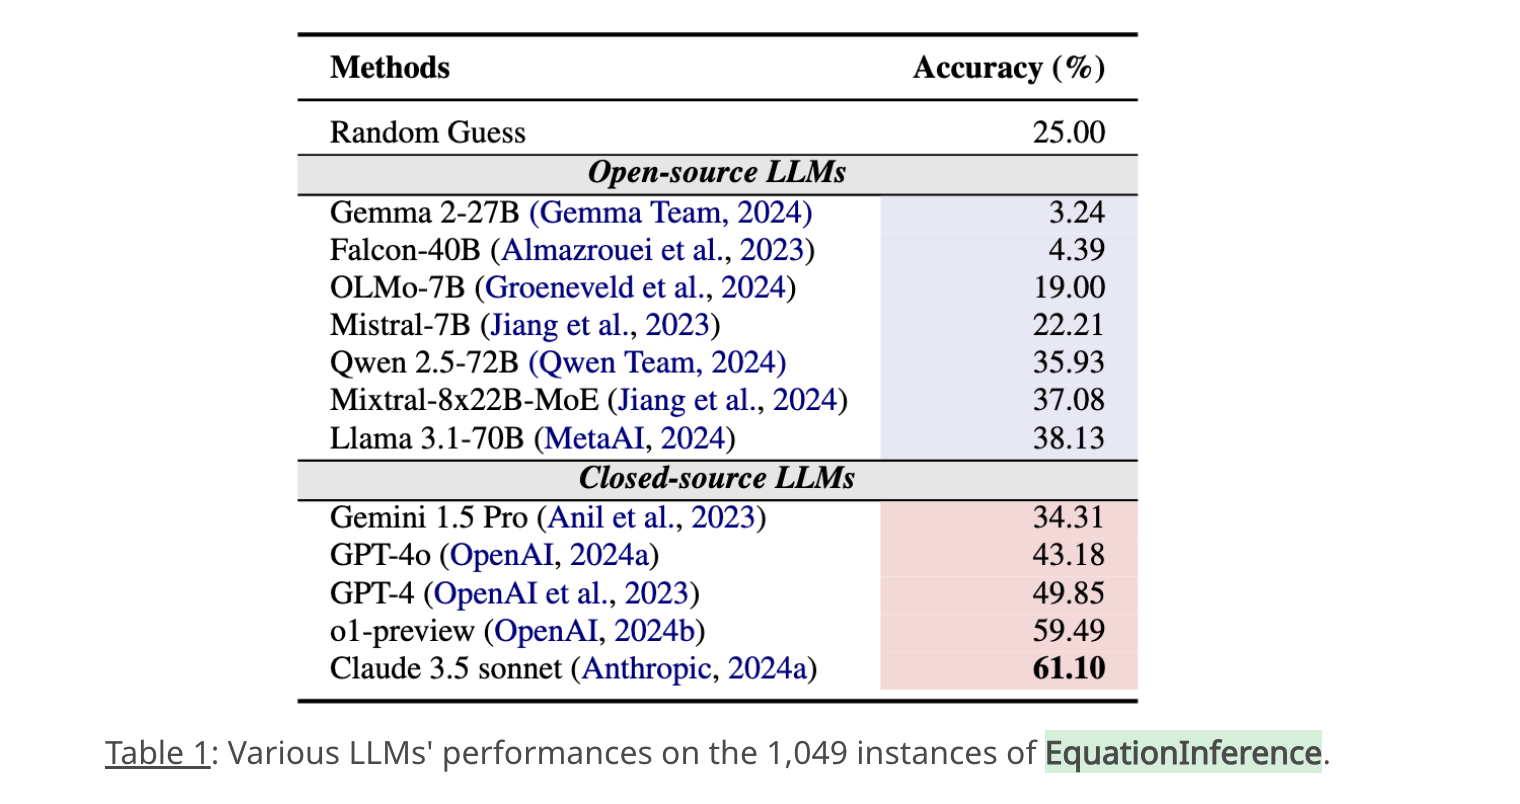 Methods Accuracy (%)
Random Guess 25.00
Open-source LLMs
Gemma 2-27B (Gemma Team, 2024) 3.24
Falcon-40B (Almazrouei et al., 2023) 4.39
OLMo-7B (Groeneveld et al., 2024) 19.00
Mistral-7B (Jiang et al., 2023) 22.21
Qwen 2.5-72B (Qwen Team, 2024) 35.93
Mixtral-8x22B-MoE (Jiang et al., 2024) 37.08
Llama 3.1-70B (MetaAI, 2024) 38.13
Closed-source LLMs
Gemini 1.5 Pro (Anil et al., 2023) 34.31
GPT-4o (OpenAI, 2024a) 43.18
GPT-4 (OpenAI et al., 2023) 49.85
o1-preview (OpenAI, 2024b) 59.49
Claude 3.5 sonnet (Anthropic, 2024a) 61.10
Table 1: Various LLMs' performances on the 1,049 instances of EquationInference.